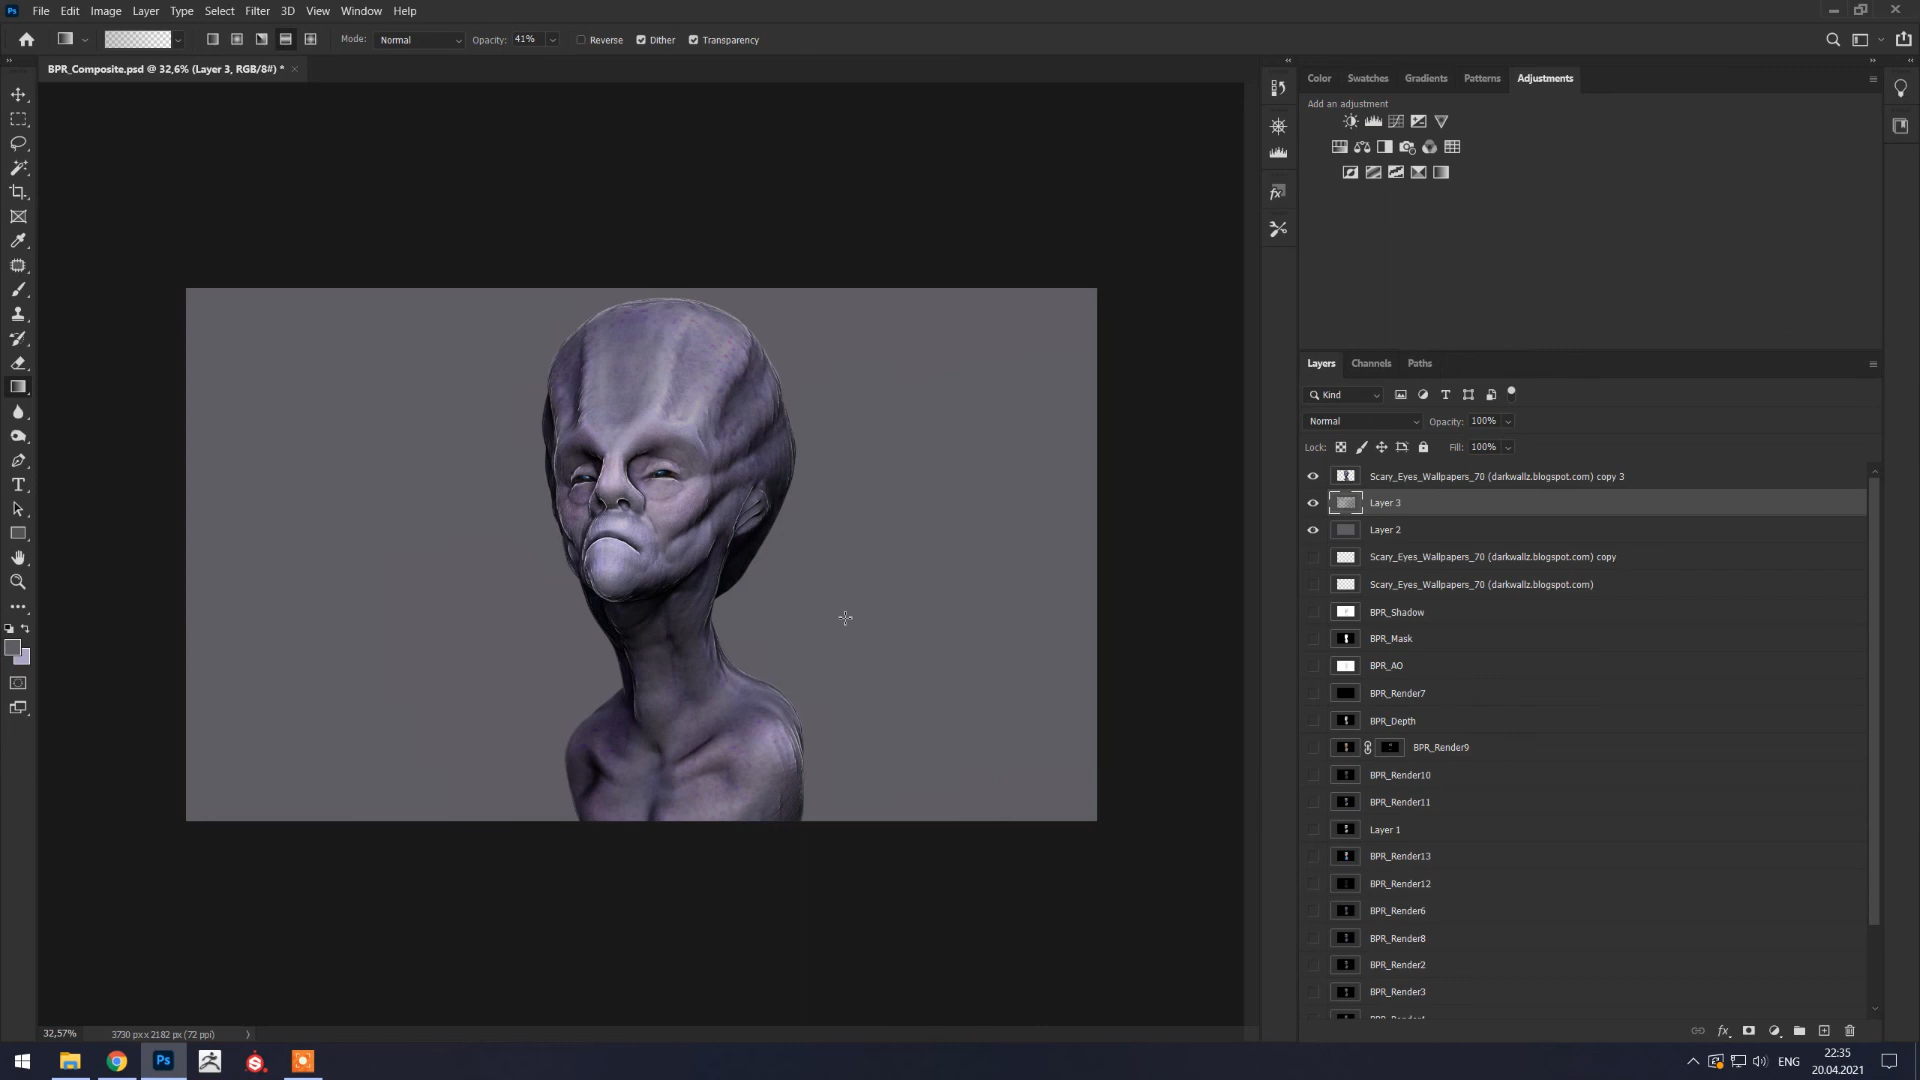 Ps File Edit Image Layer Type Select Filter 3D View Window Help
Mode: Normal Opacity: 41% Reverse Dither Transparency
BPR_Composite.psd @ 32,6% (Layer 3, RGB/8#) *
Color Swatches Gradients Patterns Adjustments
Add an adjustment
Layers Channels Paths
Kind
Normal Opacity: 100%
Lock: Fill: 100%
Scary_Eyes_Wallpapers_70 (darkwallz.blogspot.com) copy 3
Layer 3
Layer 2
Scary_Eyes_Wallpapers_70 (darkwallz.blogspot.com) copy
Scary_Eyes_Wallpapers_70 (darkwallz.blogspot.com)
BPR_Shadow
BPR_Mask
BPR_AO
BPR_Render7
BPR_Depth
BPR_Render9
BPR_Render10
BPR_Render11
Layer 1
BPR_Render13
BPR_Render12
BPR_Render6
BPR_Render8
BPR_Render2
BPR_Render3
32,57% 3730 px x 2182 px (72 ppi)
Ps
ENG
22:35
20.04.2021